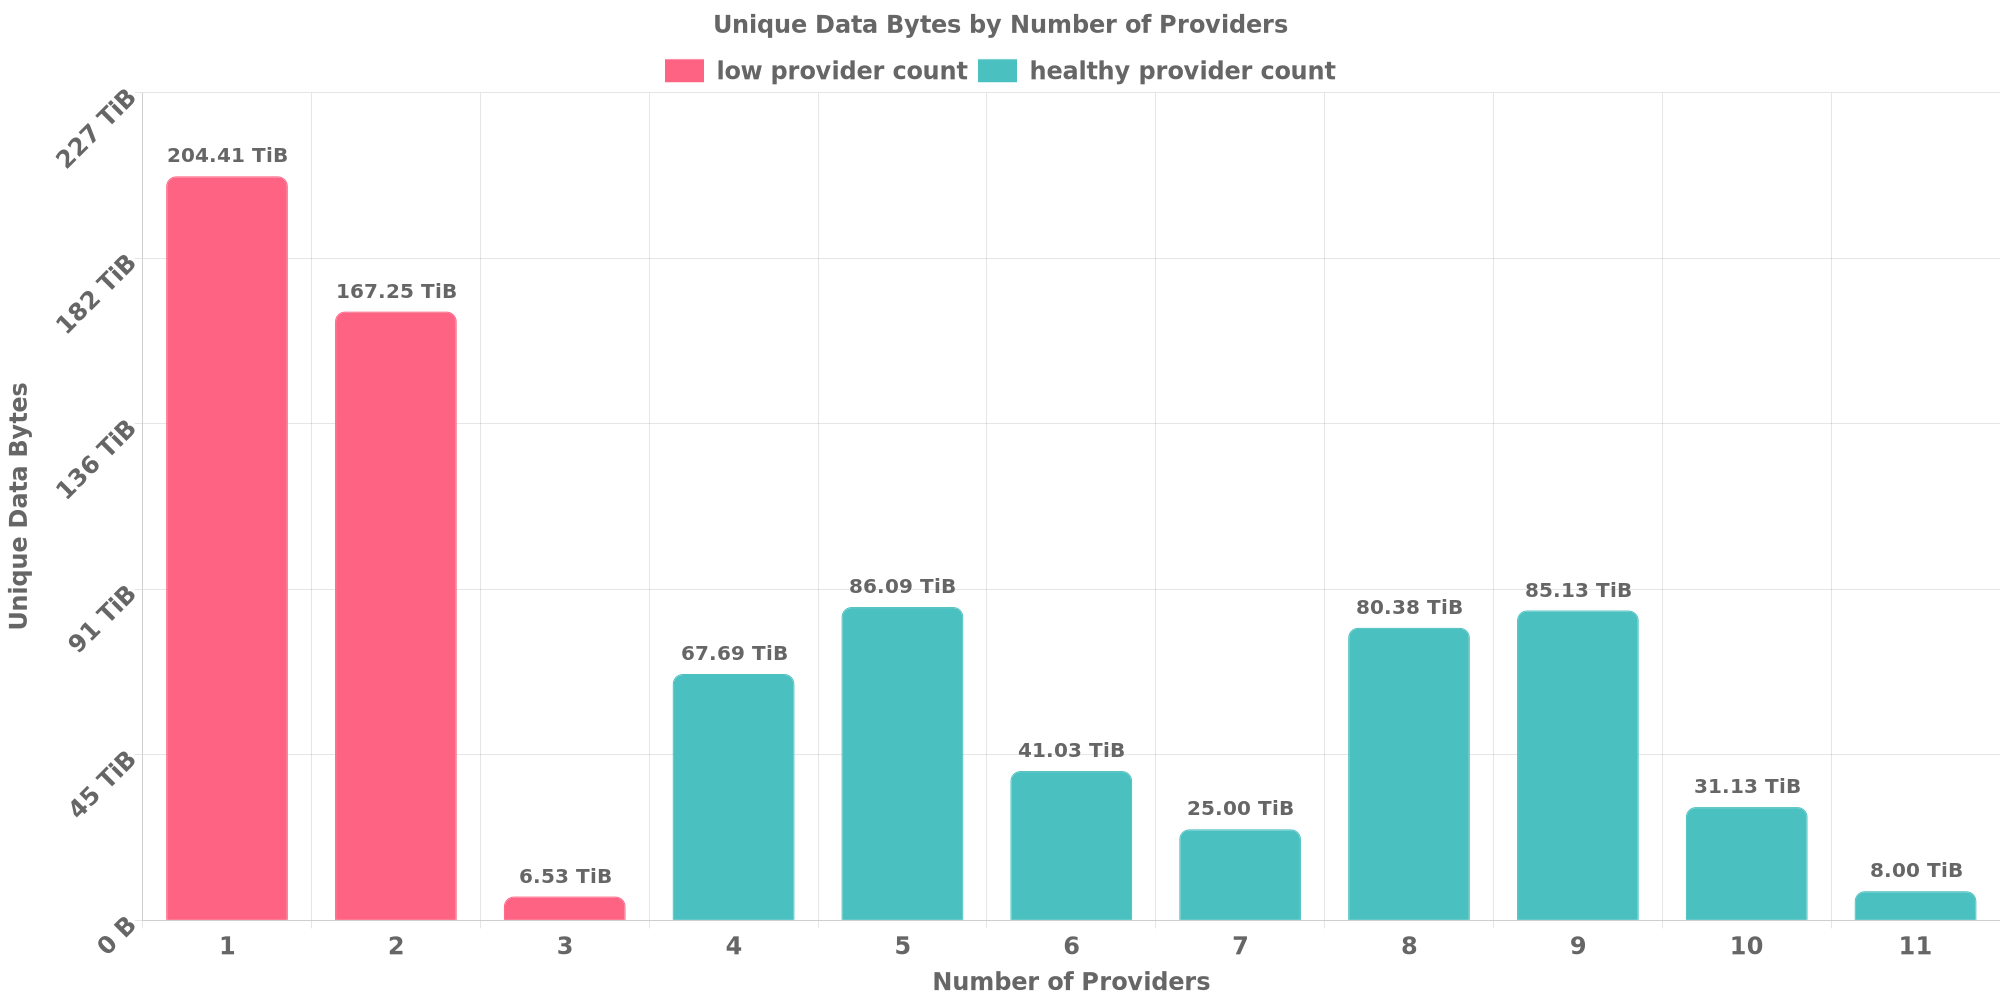 Unique Data Bytes by Number of Providers
low provider count healthy provider count
227 TiB
182 TiB
136 TiB
91 TiB
45 TiB
0 B
Unique Data Bytes
204.41 TiB
167.25 TiB
6.53 TiB
67.69 TiB
86.09 TiB
41.03 TiB
25.00 TiB
80.38 TiB
85.13 TiB
31.13 TiB
8.00 TiB
1 2 3 4 5 6 7 8 9 10 11
Number of Providers